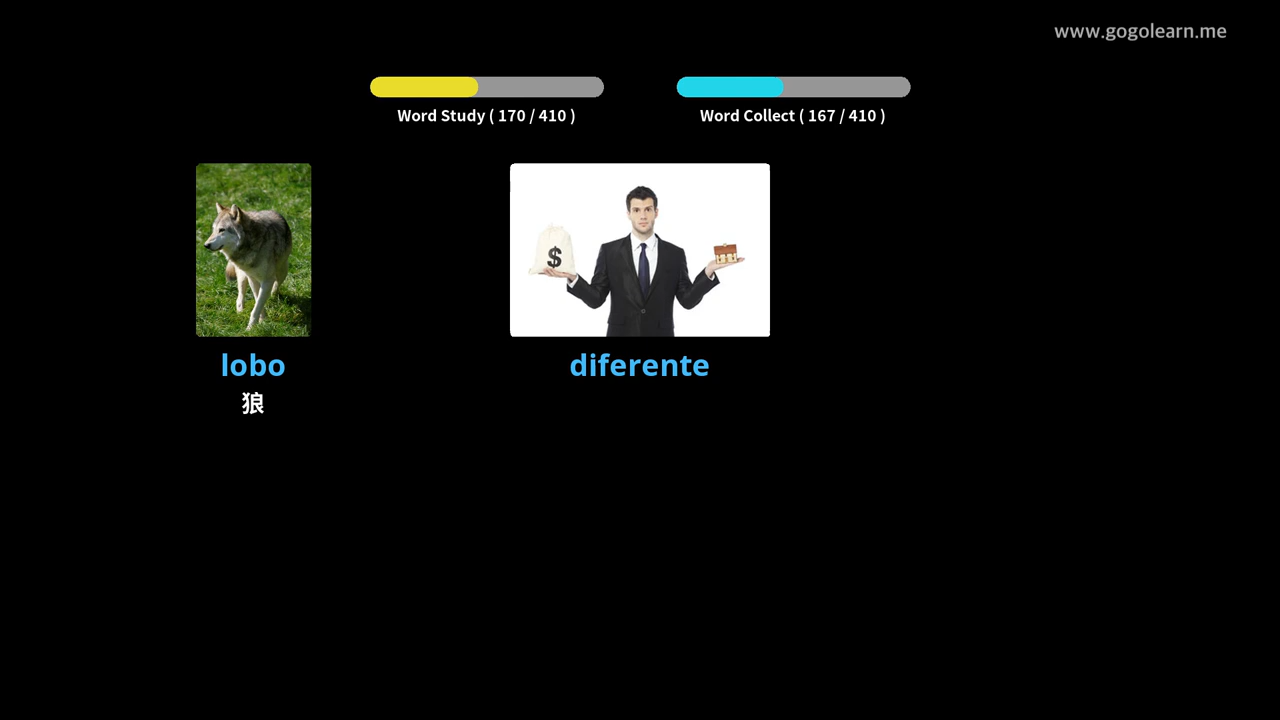 www.gogolearn.me
Word Study ( 170 / 410 )
Word Collect ( 167 / 410 )
$
lobo
狼
diferente